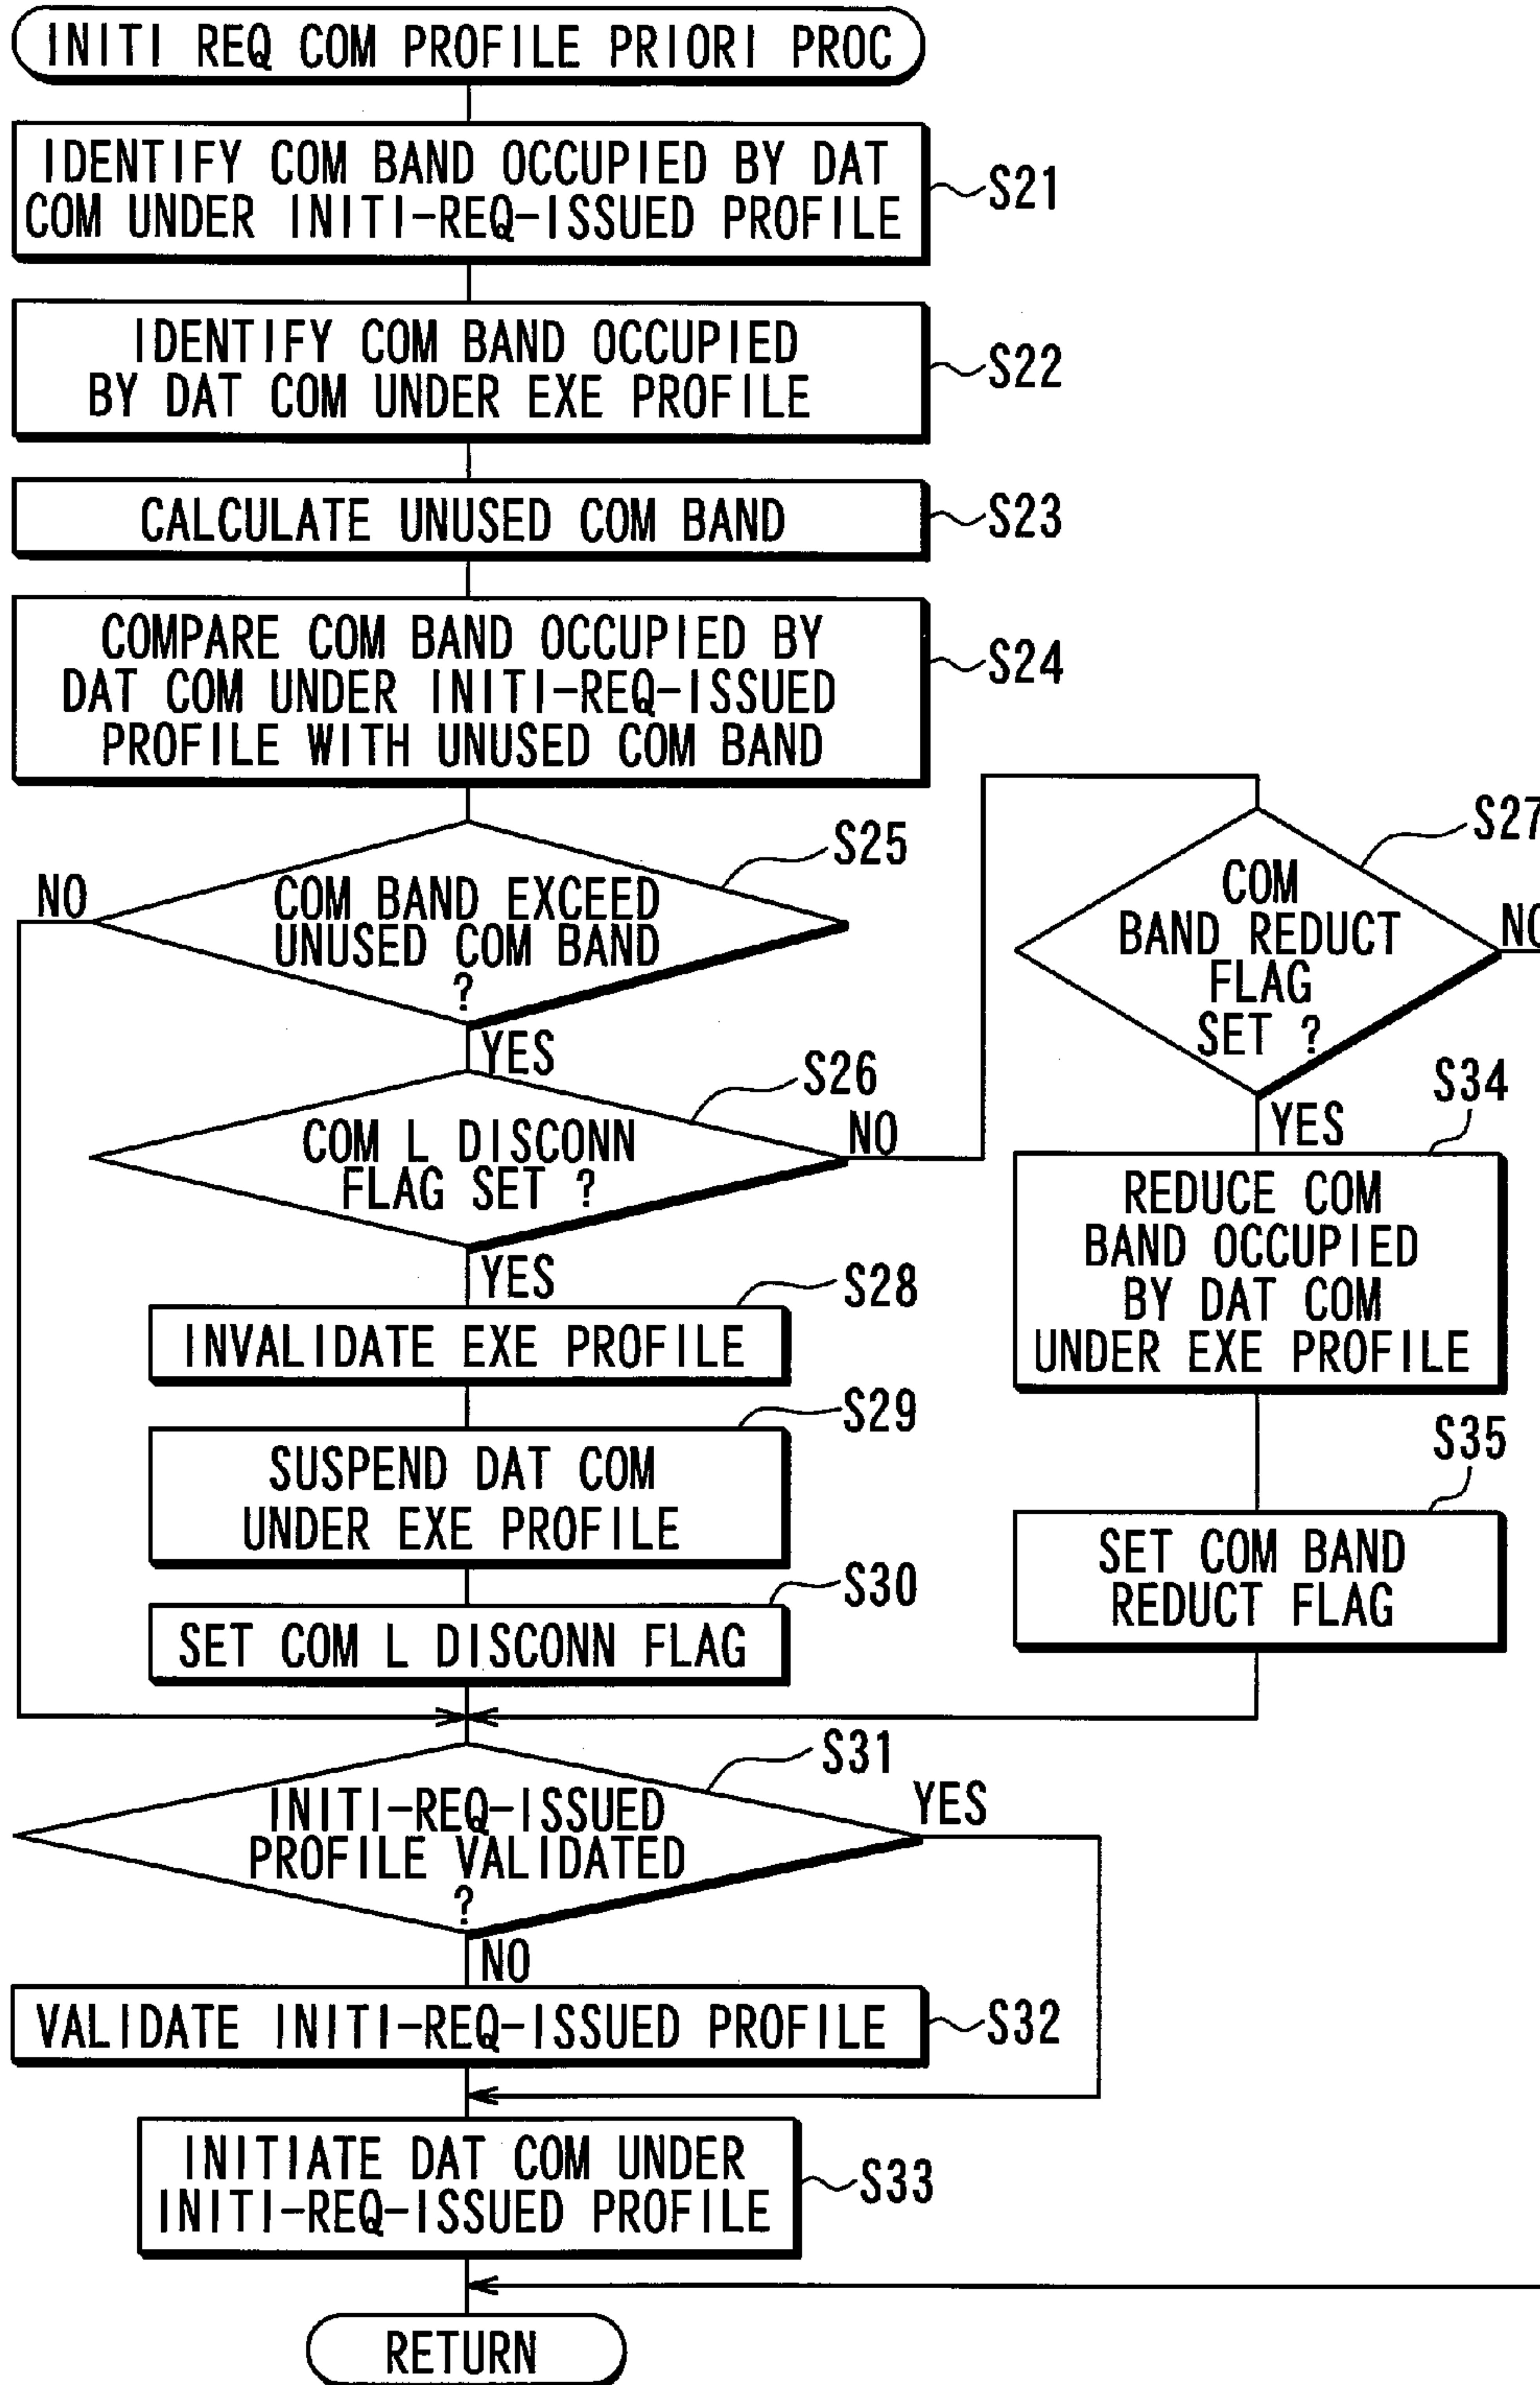 INITI REQ COM PROFILE PRIORI PROC
IDENTIFY COM BAND OCCUPIED BY DAT
COM UNDER INITI-REQ-ISSUED PROFILE
S21
IDENTIFY COM BAND OCCUPIED
BY DAT COM UNDER EXE PROFILE
S22
CALCULATE UNUSED COM BAND
S23
COMPARE COM BAND OCCUPIED BY
DAT COM UNDER INITI-REQ-ISSUED
PROFILE WITH UNUSED COM BAND
S24
S25
NO
COM BAND EXCEED
UNUSED COM BAND
?
YES
S26
COM L DISCONN
FLAG SET ?
NO
YES
S27
COM
BAND REDUCT
FLAG
SET ?
NO
YES
S34
REDUCE COM
BAND OCCUPIED
BY DAT COM
UNDER EXE PROFILE
S35
SET COM BAND
REDUCT FLAG
S28
INVALIDATE EXE PROFILE
S29
SUSPEND DAT COM
UNDER EXE PROFILE
S30
SET COM L DISCONN FLAG
S31
INITI-REQ-ISSUED
PROFILE VALIDATED
?
YES
NO
VALIDATE INITI-REQ-ISSUED PROFILE
S32
INITIATE DAT COM UNDER
INITI-REQ-ISSUED PROFILE
S33
RETURN